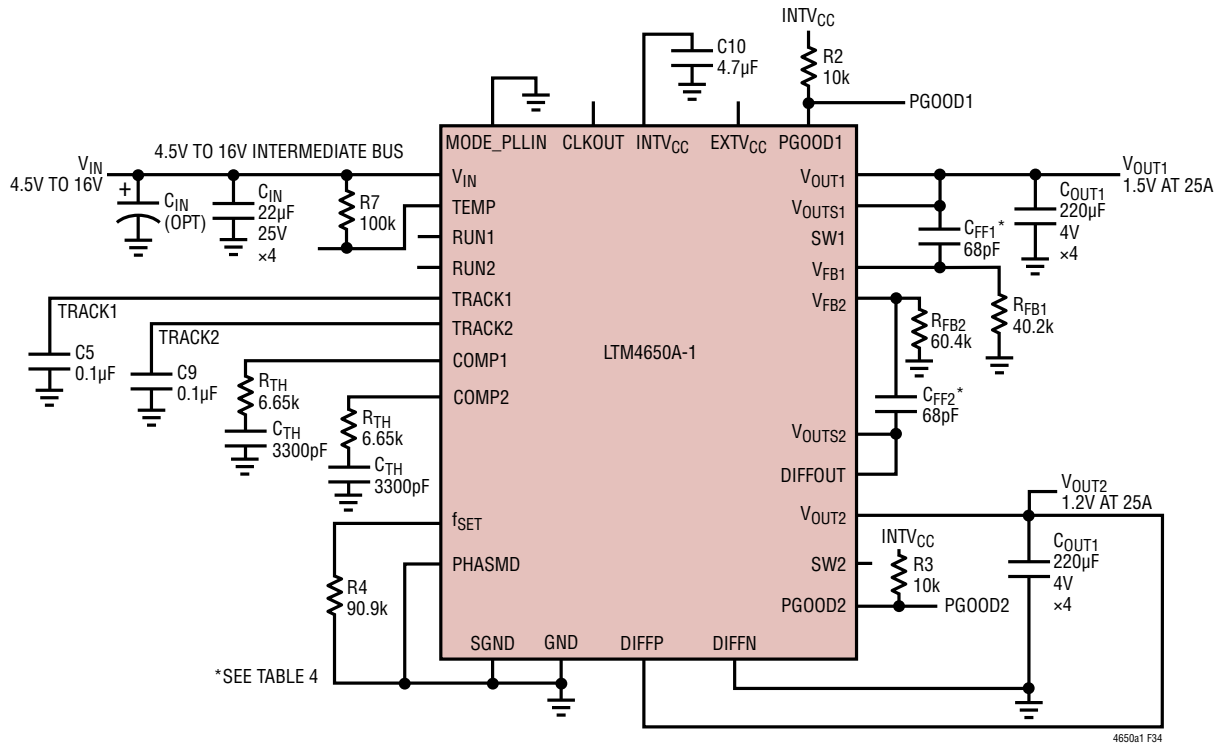 INTVCC
C10
4.7µF
R2
10k
PGOOD1
MODE_PLLIN
CLKOUT
INTVCC
EXTVCC
PGOOD1
VIN
4.5V TO 16V
4.5V TO 16V INTERMEDIATE BUS
+
CIN
(OPT)
CIN
22µF
25V
×4
R7
100k
VIN
TEMP
RUN1
RUN2
TRACK1
TRACK2
COMP1
COMP2
fSET
PHASMD
TRACK1
C5
0.1µF
TRACK2
C9
0.1µF
RTH
6.65k
CTH
3300pF
RTH
6.65k
CTH
3300pF
R4
90.9k
*SEE TABLE 4
LTM4650A-1
SGND
GND
DIFFP
DIFFN
VOUT1
VOUTS1
SW1
VFB1
VFB2
VOUTS2
DIFFOUT
VOUT2
SW2
PGOOD2
VOUT1
1.5V AT 25A
COUT1
220µF
4V
×4
CFF1*
68pF
RFB1
40.2k
RFB2
60.4k
CFF2*
68pF
VOUT2
1.2V AT 25A
COUT1
220µF
4V
×4
INTVCC
R3
10k
PGOOD2
4650a1 F34